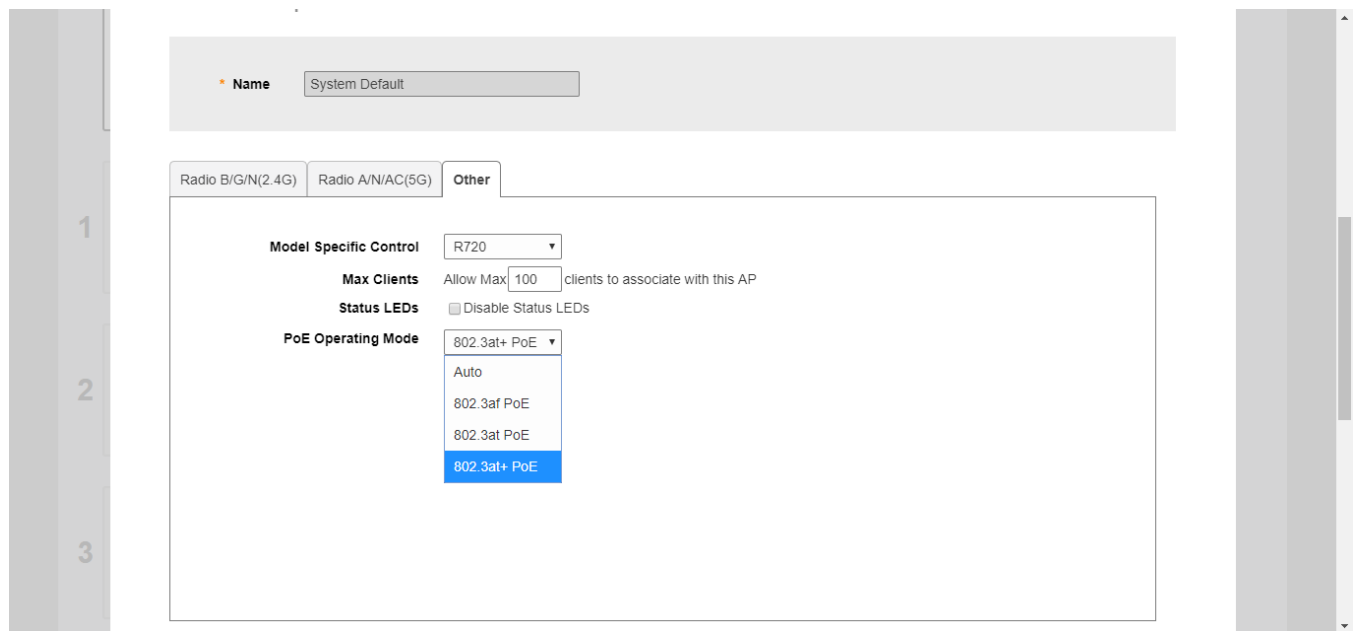 * Name System Default
Radio B/G/N(2.4G) Radio A/N/AC(5G) Other
1
Model Specific Control R720
Max Clients Allow Max 100 clients to associate with this AP
Status LEDs Disable Status LEDs
PoE Operating Mode 802.3at+ PoE
Auto
2
802.3af PoE
802.3at PoE
802.3at+ PoE
3